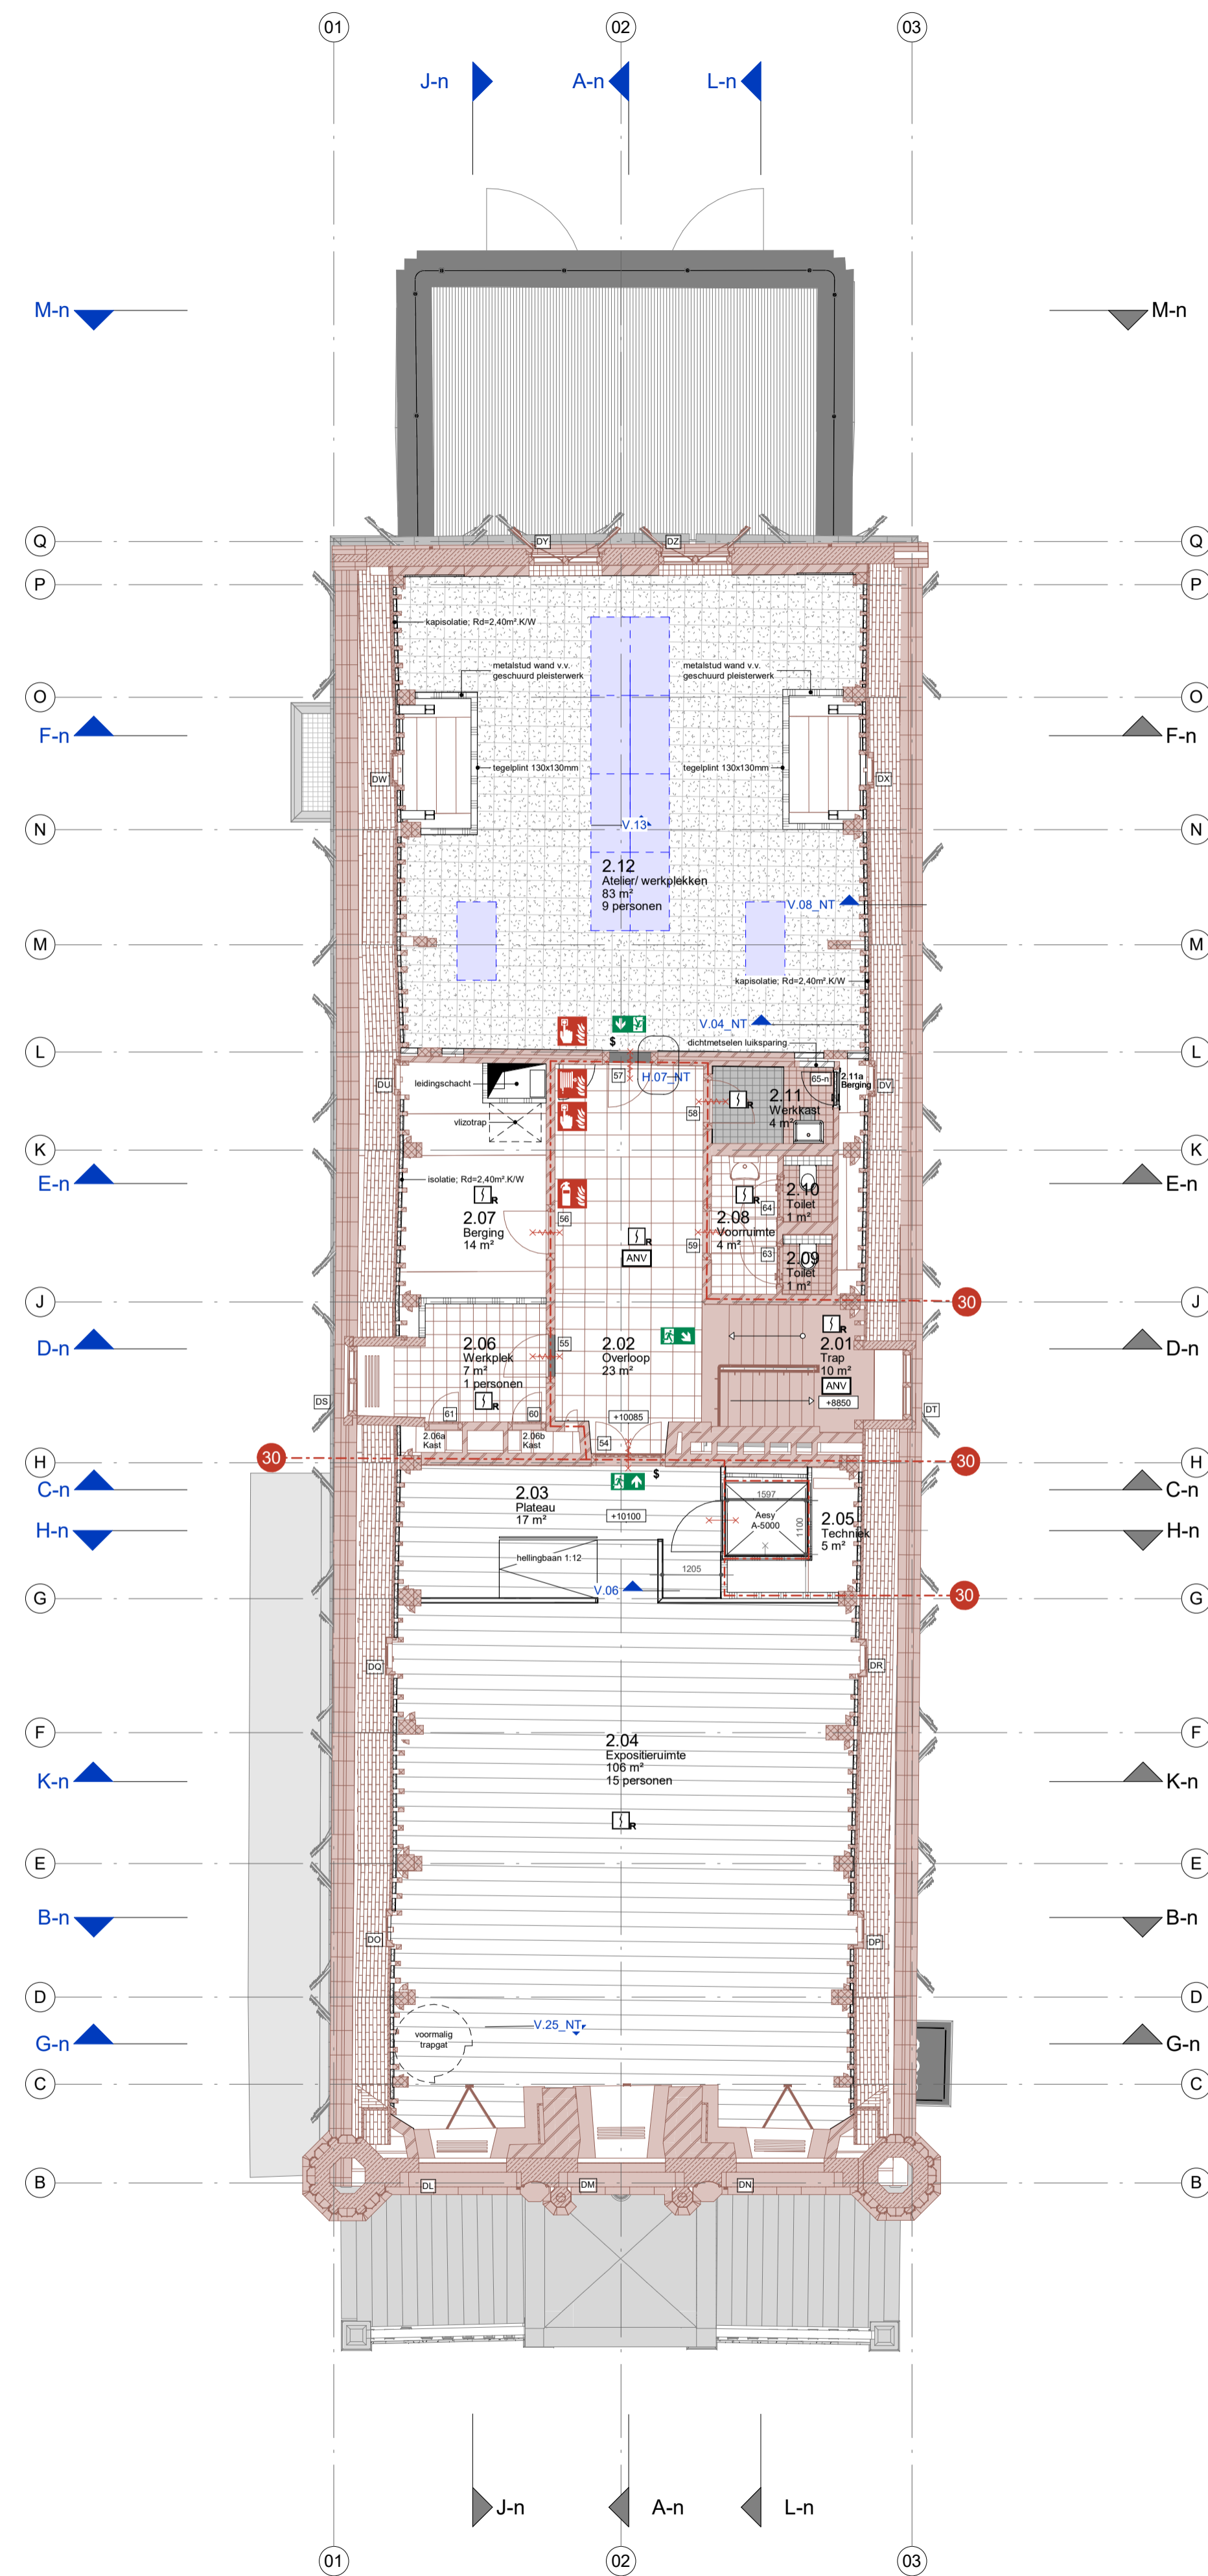 01
02
03
J-n
A-n
L-n
M-n
M-n
Q
DY
DZ
Q
P
P
kapisolatie; Rd=2,40m².K/W
metalstud wand v.v.
geschuurd pleisterwerk
metalstud wand v.v.
geschuurd pleisterwerk
O
O
F-n
F-n
tegelplint 130x130mm
tegelplint 130x130mm
DW
DX
N
V.13
N
2.12
Atelier/ werkplekken
83 m²
9 personen
V.08_NT
M
M
kapisolatie; Rd=2,40m².K/W
V.04_NT
$
dichtmetselen luiksparing
L
L
57
H.07_NT
65-n
2.11a
Berging
DU
leidingschacht
DV
2.11
Werkkast
4 m²
R
58
vlizotrap
K
K
E-n
isolatie; Rd=2,40m².K/W
E-n
R
R
2.10
Toilet
1 m²
64
2.07
Berging
14 m²
56
2.08
Voorruimte
4 m²
R
59
63
2.09
Toilet
1 m²
ANV
J
30
J
R
D-n
D-n
2.06
Werkplek
7 m²
1 personen
55
2.02
Overloop
23 m²
2.01
Trap
10 m²
ANV
R
+8850
DS
DT
61
60
+10085
2.06a
Kast
2.06b
Kast
54
H
30
30
H
$
C-n
C-n
2.03
Plateau
17 m²
1597
+10100
Aesy
A-5000
1100
2.05
Techniek
5 m²
H-n
H-n
hellingbaan 1:12
1205
V.06
G
30
G
DQ
DR
F
F
2.04
Expositieruimte
106 m²
15 personen
K-n
K-n
R
E
E
B-n
B-n
DO
DP
D
D
V.25_NT
voormalig
trapgat
G-n
G-n
C
C
B
DL
DM
DN
B
J-n
A-n
L-n
01
02
03